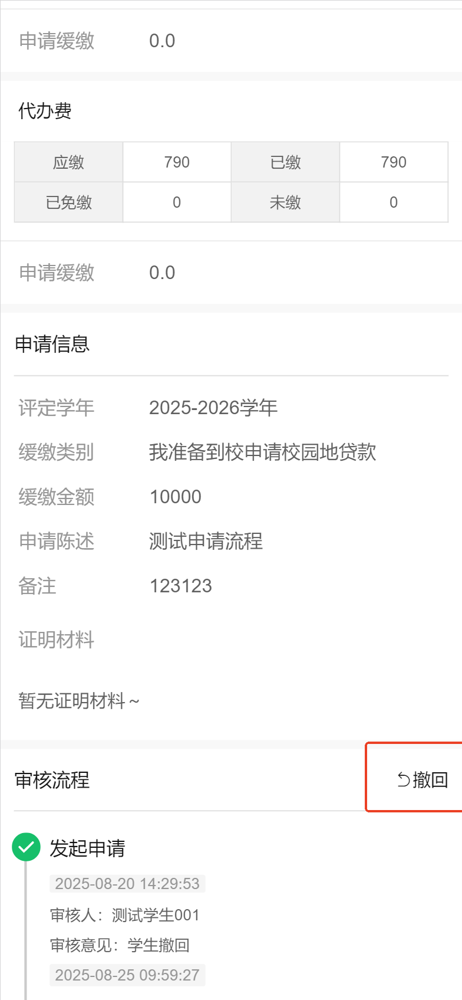 申请缓缴 0.0
代办费
应缴 790 已缴 790
已免缴 0 未缴 0
申请缓缴 0.0
申请信息
评定学年 2025-2026学年
缓缴类别 我准备到校申请校园地贷款
缓缴金额 10000
申请陈述 测试申请流程
备注 123123
证明材料
暂无证明材料~
审核流程 撤回
发起申请
2025-08-20 14:29:53
审核人：测试学生001
审核意见：学生撤回
2025-08-25 09:59:27